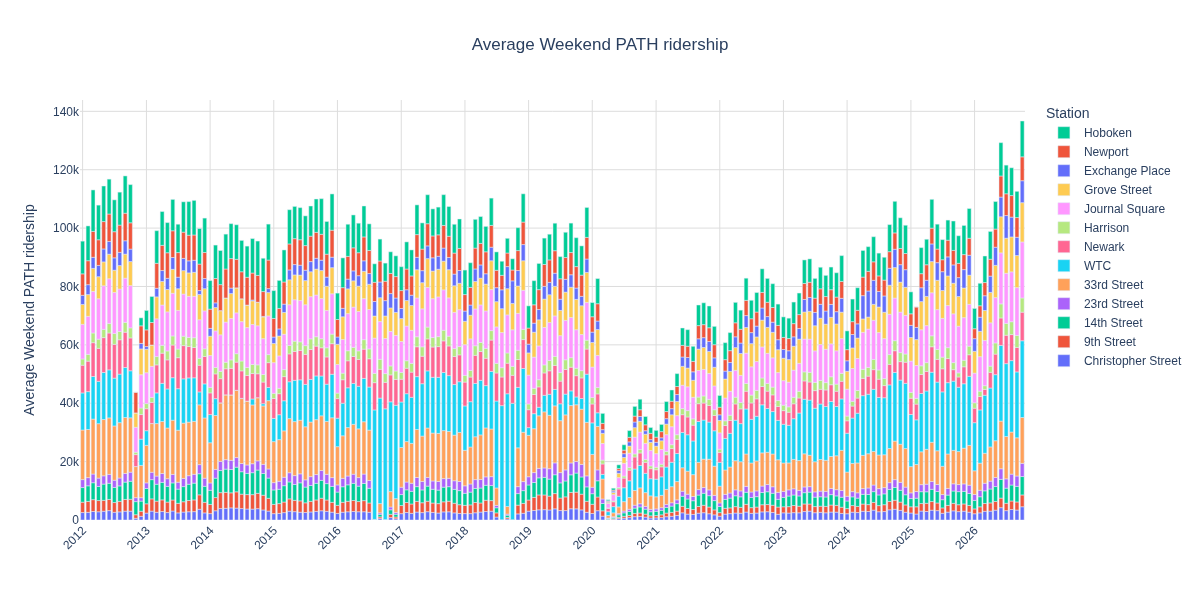 Average Weekend PATH ridership
Average Weekend PATH ridership
140k
120k
100k
80k
60k
40k
20k
0
2012
2013
2014
2015
2016
2017
2018
2019
2020
2021
2022
2023
2024
2025
2026
Station
Hoboken
Newport
Exchange Place
Grove Street
Journal Square
Harrison
Newark
WTC
33rd Street
23rd Street
14th Street
9th Street
Christopher Street